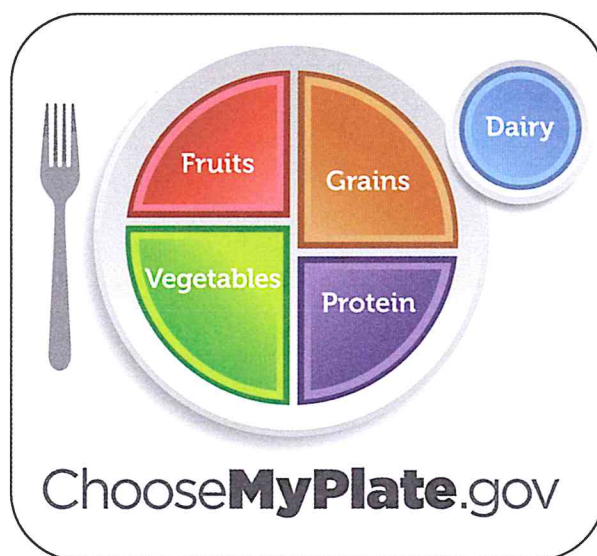 Fruits
Grains
Dairy
Vegetables
Protein
ChooseMyPlate.gov